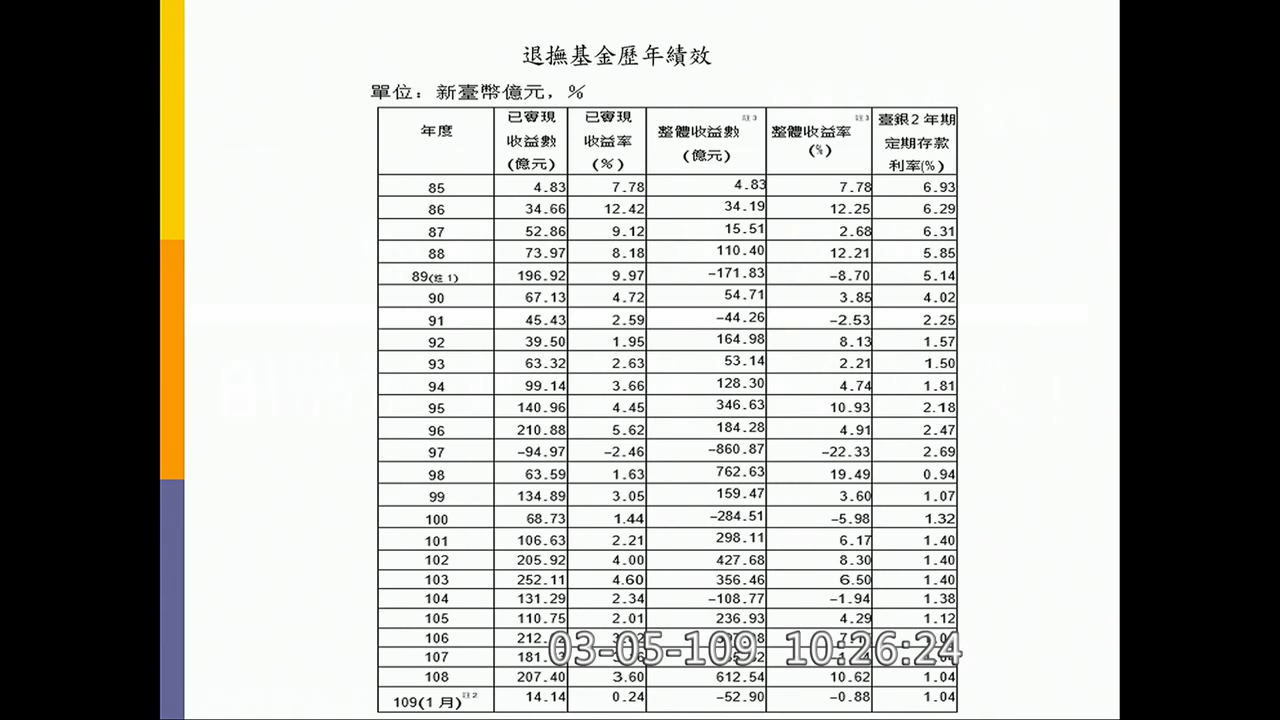 退撫基金歷年績效
單位：新臺幣億元，%
年度 已實現收益數(億元) 已實現收益率(%) 整體收益數(億元)註3 整體收益率(%)註3 臺銀2年期定期存款利率(%)
85 4.83 7.78 4.83 7.78 6.93
86 34.66 12.42 34.19 12.25 6.29
87 52.86 9.12 15.51 2.68 6.31
88 73.97 8.18 110.40 12.21 5.85
89(註1) 196.92 9.97 -171.83 -8.70 5.14
90 67.13 4.72 54.71 3.85 4.02
91 45.43 2.59 -44.26 -2.53 2.25
92 39.50 1.95 164.98 8.13 1.57
93 63.32 2.63 53.14 2.21 1.50
94 99.14 3.66 128.30 4.74 1.81
95 140.96 4.45 346.63 10.93 2.18
96 210.88 5.62 184.28 4.91 2.47
97 -94.97 -2.46 -860.87 -22.33 2.69
98 63.59 1.63 762.63 19.49 0.94
99 134.89 3.05 159.47 3.60 1.07
100 68.73 1.44 -284.51 -5.98 1.32
101 106.63 2.21 298.11 6.17 1.40
102 205.92 4.00 427.68 8.30 1.40
103 252.11 4.60 356.46 6.50 1.40
104 131.29 2.34 -108.77 -1.94 1.38
105 110.75 2.01 236.93 4.29 1.12
106
03-05-109 10:26:24
107
108 207.40 3.60 612.54 10.62 1.04
109(1月)註2 14.14 0.24 -52.90 -0.88 1.04